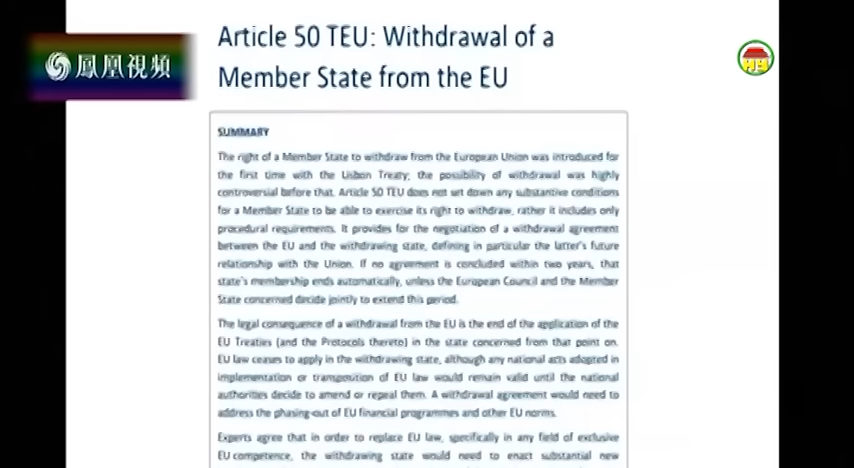 鳳凰視頻
Article 50 TEU: Withdrawal of a
Member State from the EU
SUMMARY
The right of a Member State to withdraw from the European Union was introduced for
the first time with the Lisbon Treaty; the possibility of withdrawal was highly
controversial before that. Article 50 TEU does not set down any substantive conditions
for a Member State to be able to exercise its right to withdraw, rather it includes only
procedural requirements. It provides for the negotiation of a withdrawal agreement
between the EU and the withdrawing state, defining in particular the latter's future
relationship with the Union. If no agreement is concluded within two years, that
state's membership ends automatically, unless the European Council and the Member
State concerned decide jointly to extend this period.
The legal consequence of a withdrawal from the EU is the end of the application of the
EU Treaties (and the Protocols thereto) in the state concerned from that point on.
EU law ceases to apply in the withdrawing state, although any national acts adopted in
implementation or transposition of EU law would remain valid until the national
authorities decide to amend or repeal them. A withdrawal agreement would need to
address the phasing-out of EU financial programmes and other EU norms.
Experts agree that in order to replace EU law, specifically in any field of exclusive
EU competence, the withdrawing state would need to enact substantial new